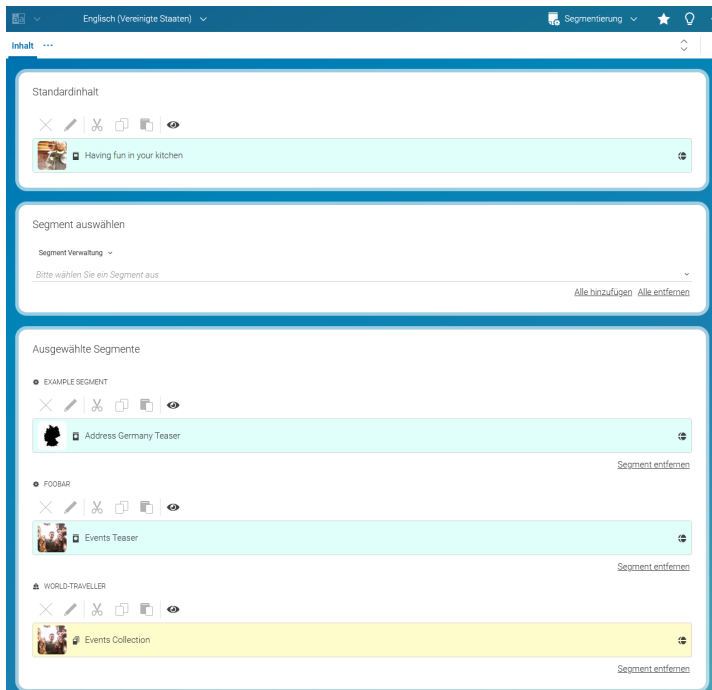 Englisch (Vereinigte Staaten)
Segmentierung
Inhalt ...
Standardinhalt
Having fun in your kitchen
Segment auswählen
Segment Verwaltung
Bitte wählen Sie ein Segment aus
Alle hinzufügen Alle entfernen
Ausgewählte Segmente
EXAMPLE SEGMENT
Address Germany Teaser
Segment entfernen
FOOBAR
Events Teaser
Segment entfernen
WORLD-TRAVELLER
Events Collection
Segment entfernen